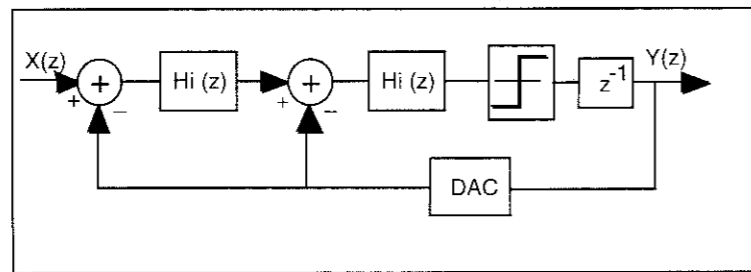 X(z)
+
+
−
Hi (z)
+
+
−
Hi (z)
z⁻¹
Y(z)
DAC